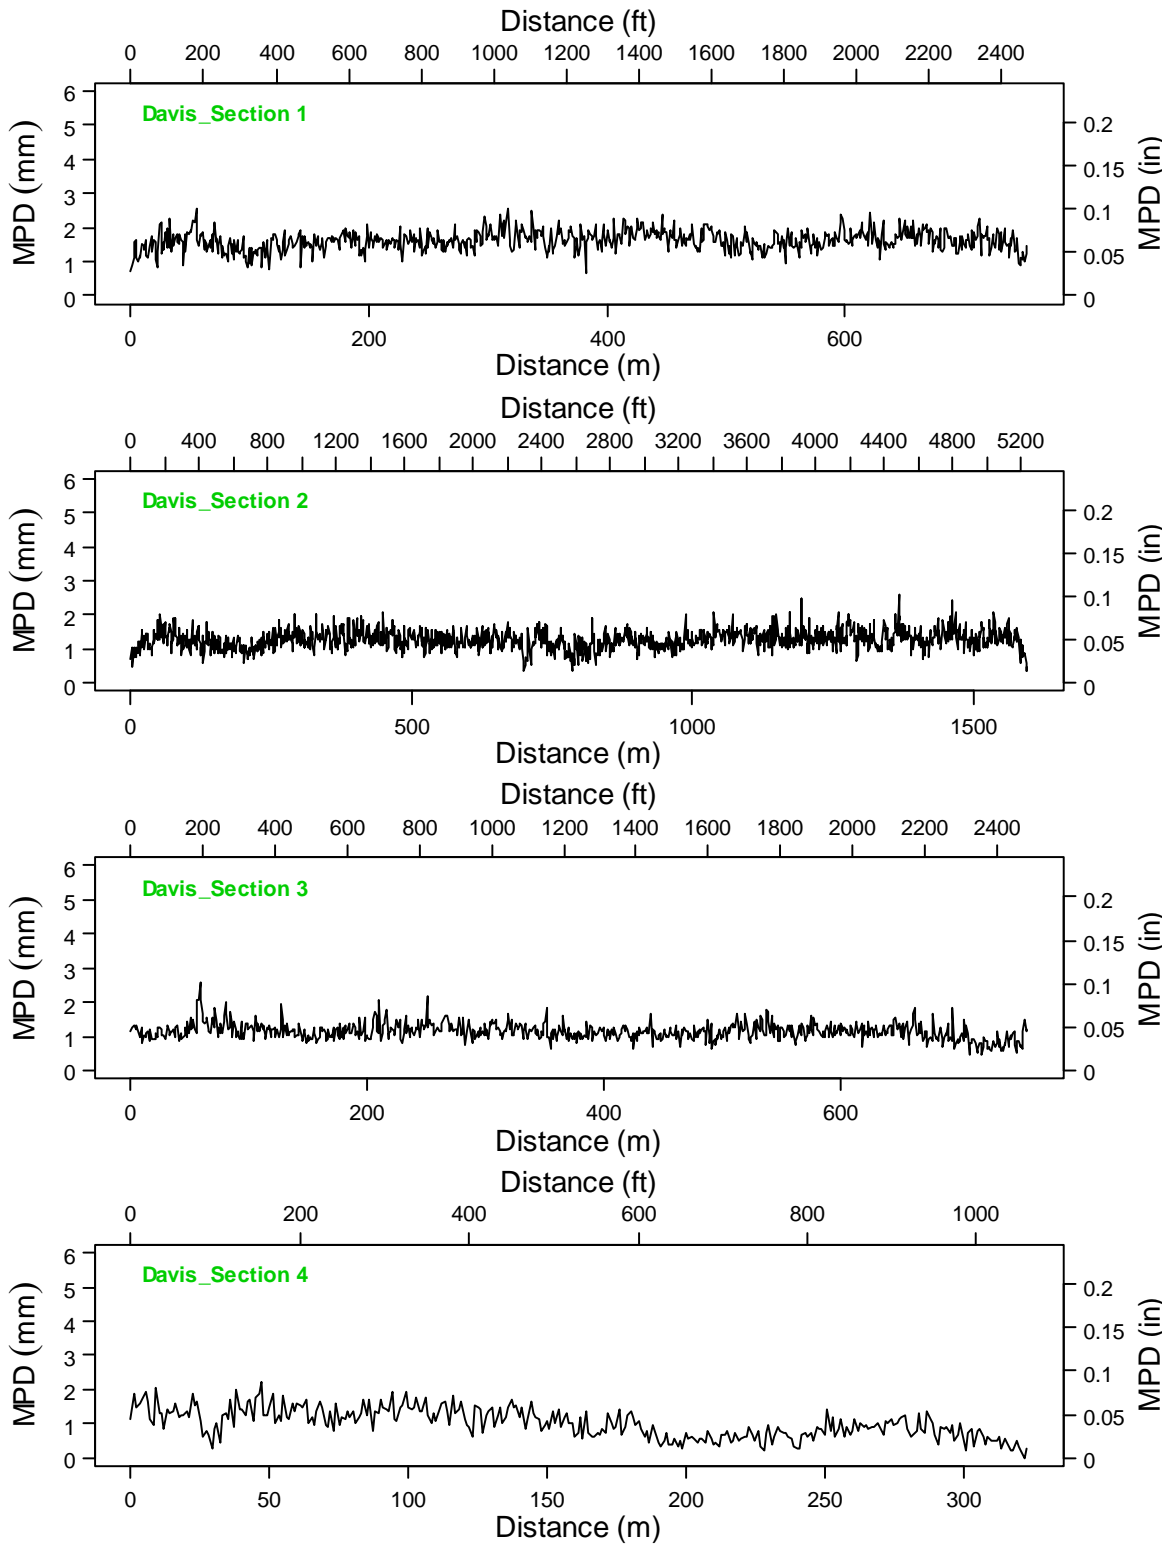 Distance (ft)
0 200 400 600 800 1000 1200 1400 1600 1800 2000 2200 2400
Davis_Section 1
MPD (mm)
6
5
4
3
2
1
0
MPD (in)
0.2
0.15
0.1
0.05
0
0 200 400 600
Distance (m)
Distance (ft)
0 400 800 1200 1600 2000 2400 2800 3200 3600 4000 4400 4800 5200
Davis_Section 2
MPD (mm)
6
5
4
3
2
1
0
MPD (in)
0.2
0.15
0.1
0.05
0
0 500 1000 1500
Distance (m)
Distance (ft)
0 200 400 600 800 1000 1200 1400 1600 1800 2000 2200 2400
Davis_Section 3
MPD (mm)
6
5
4
3
2
1
0
MPD (in)
0.2
0.15
0.1
0.05
0
0 200 400 600
Distance (m)
Distance (ft)
0 200 400 600 800 1000
Davis_Section 4
MPD (mm)
6
5
4
3
2
1
0
MPD (in)
0.2
0.15
0.1
0.05
0
0 50 100 150 200 250 300
Distance (m)